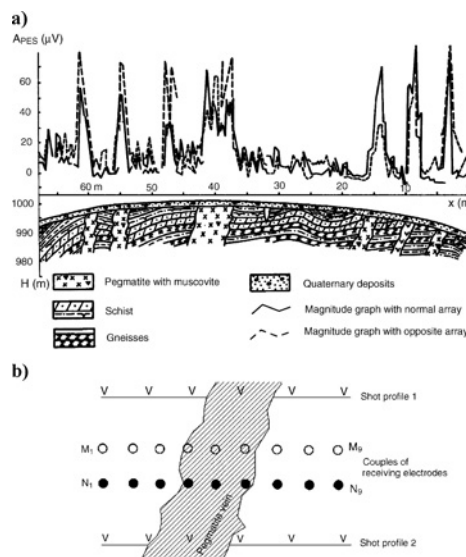 a)
A_PES (μV)
60
40
20
0
60 m
50
40
30
20
10
x (m
1000
990
980
H (m)
Pegmatite with muscovite
Quaternary deposits
Schist
Magnitude graph with normal array
Gneisses
Magnitude graph with opposite array
b)
V V V V V V V Shot profile 1
M₁ M₉
Couples of
receiving electrodes
N₁ N₉
Pegmatite vein
V V V V V V V Shot profile 2